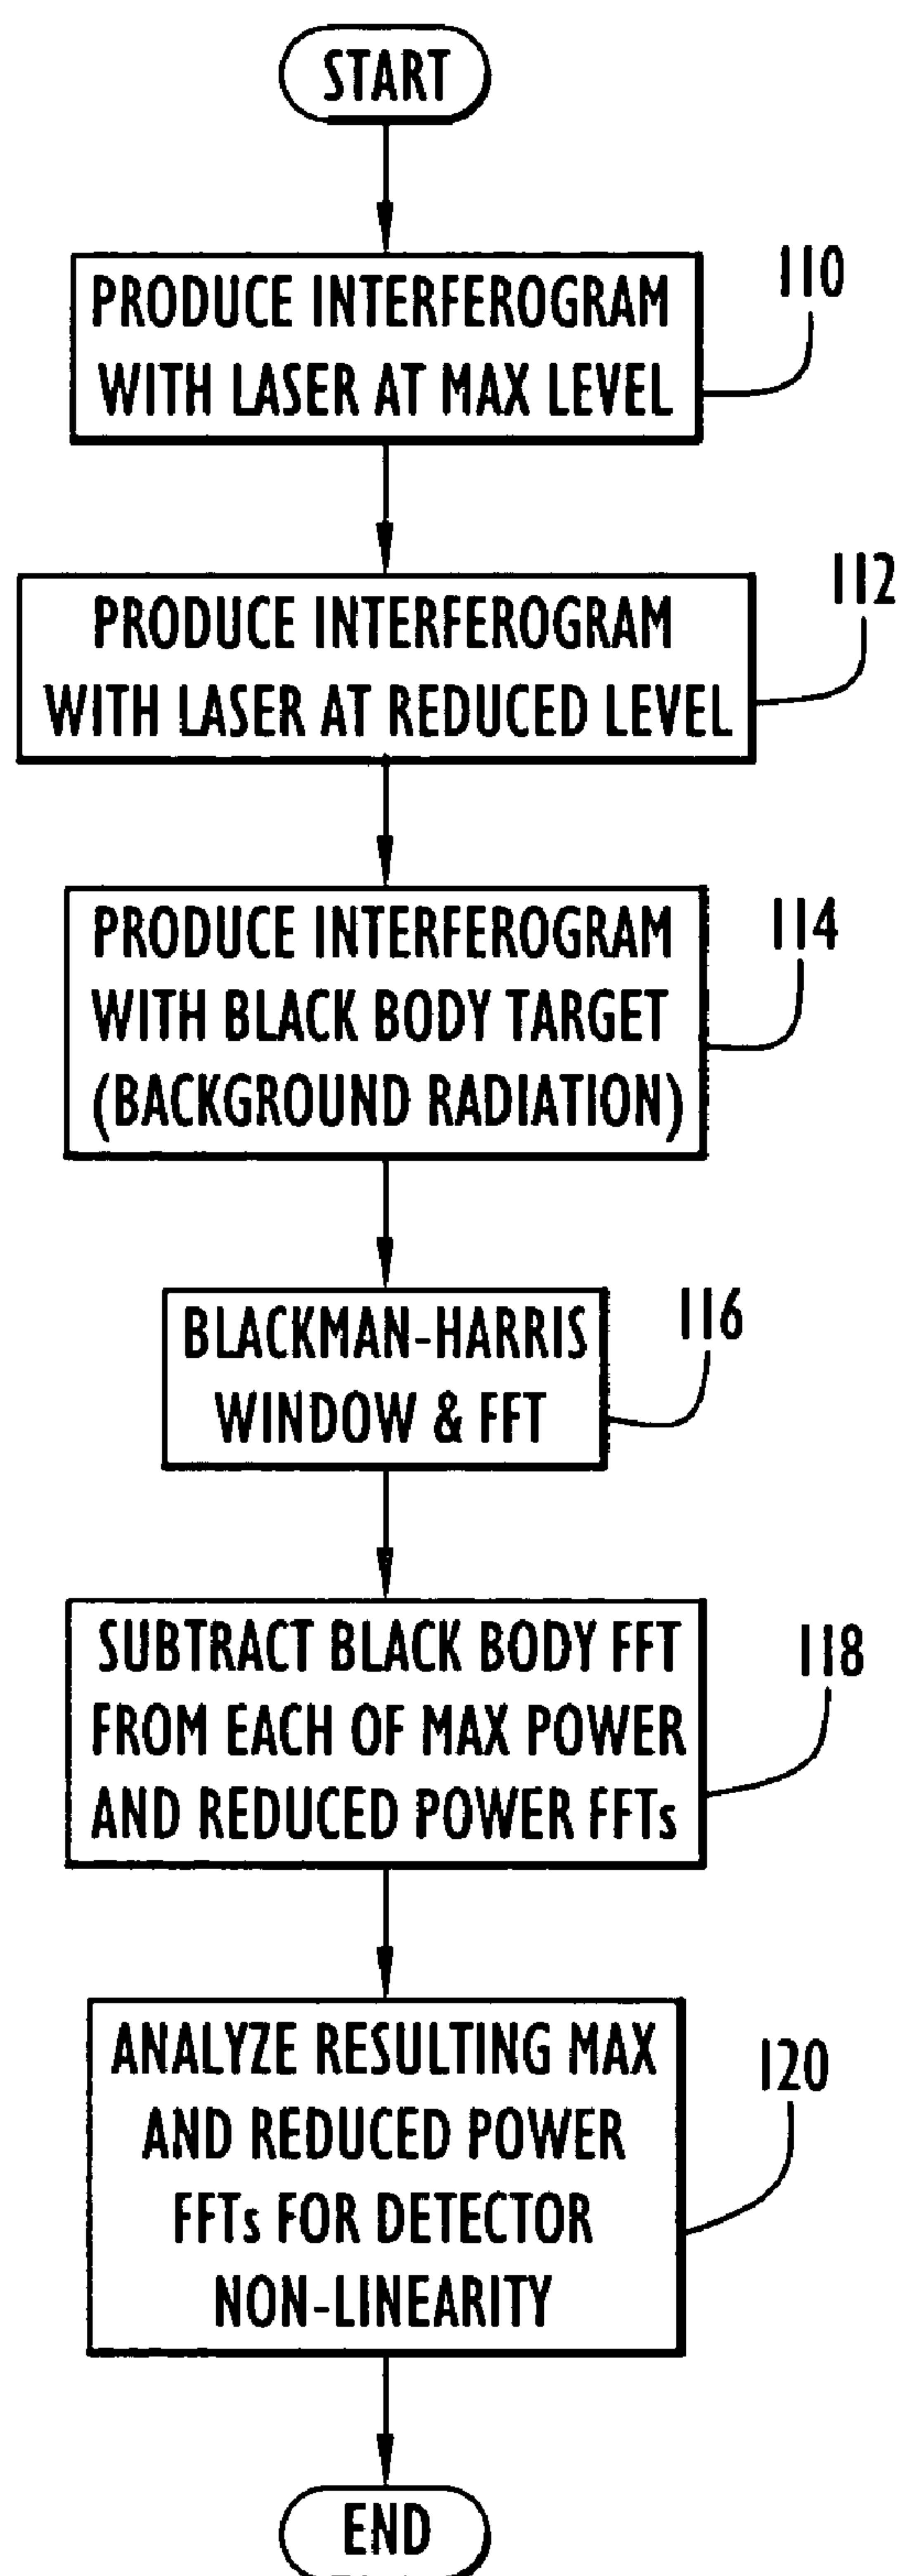 START
PRODUCE INTERFEROGRAM
WITH LASER AT MAX LEVEL
110
PRODUCE INTERFEROGRAM
WITH LASER AT REDUCED LEVEL
112
PRODUCE INTERFEROGRAM
WITH BLACK BODY TARGET
(BACKGROUND RADIATION)
114
BLACKMAN-HARRIS
WINDOW & FFT
116
SUBTRACT BLACK BODY FFT
FROM EACH OF MAX POWER
AND REDUCED POWER FFTs
118
ANALYZE RESULTING MAX
AND REDUCED POWER
FFTs FOR DETECTOR
NON-LINEARITY
120
END